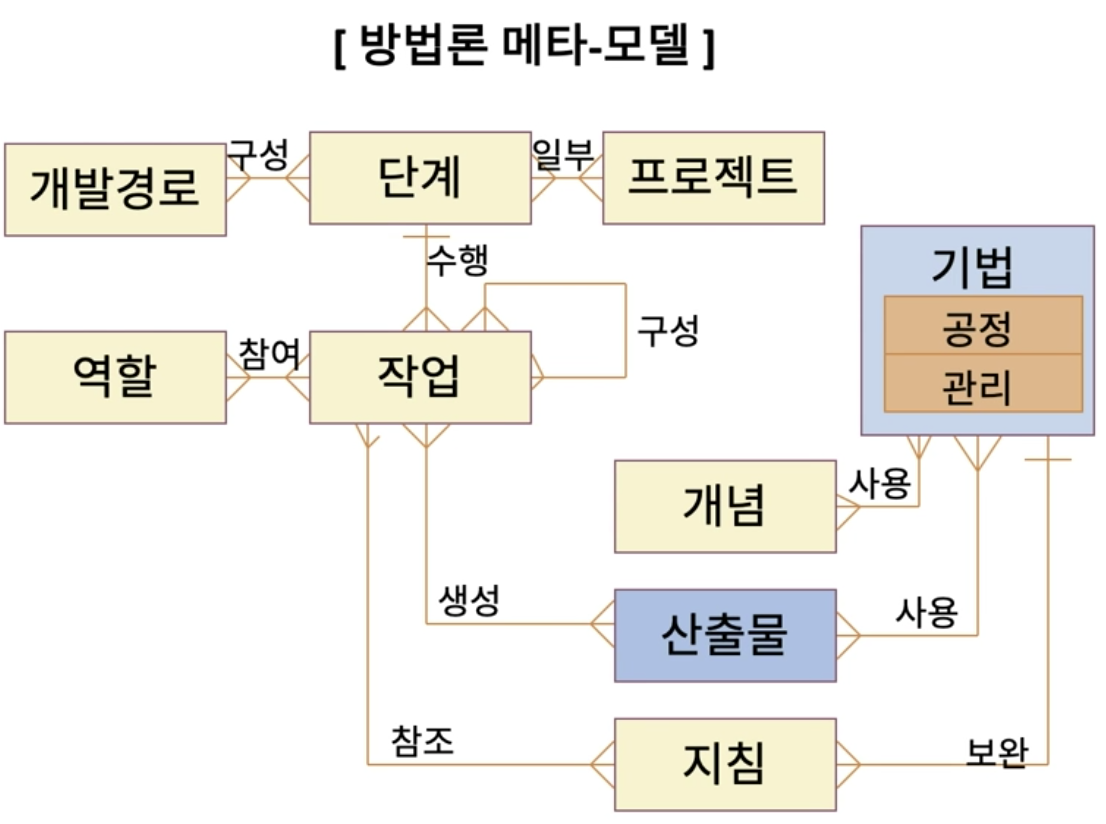 [ 방법론 메타-모델 ]
개발경로
구성
단계
일부
프로젝트
수행
기법
공정
관리
역할
참여
작업
구성
개념
사용
생성
산출물
사용
참조
지침
보완